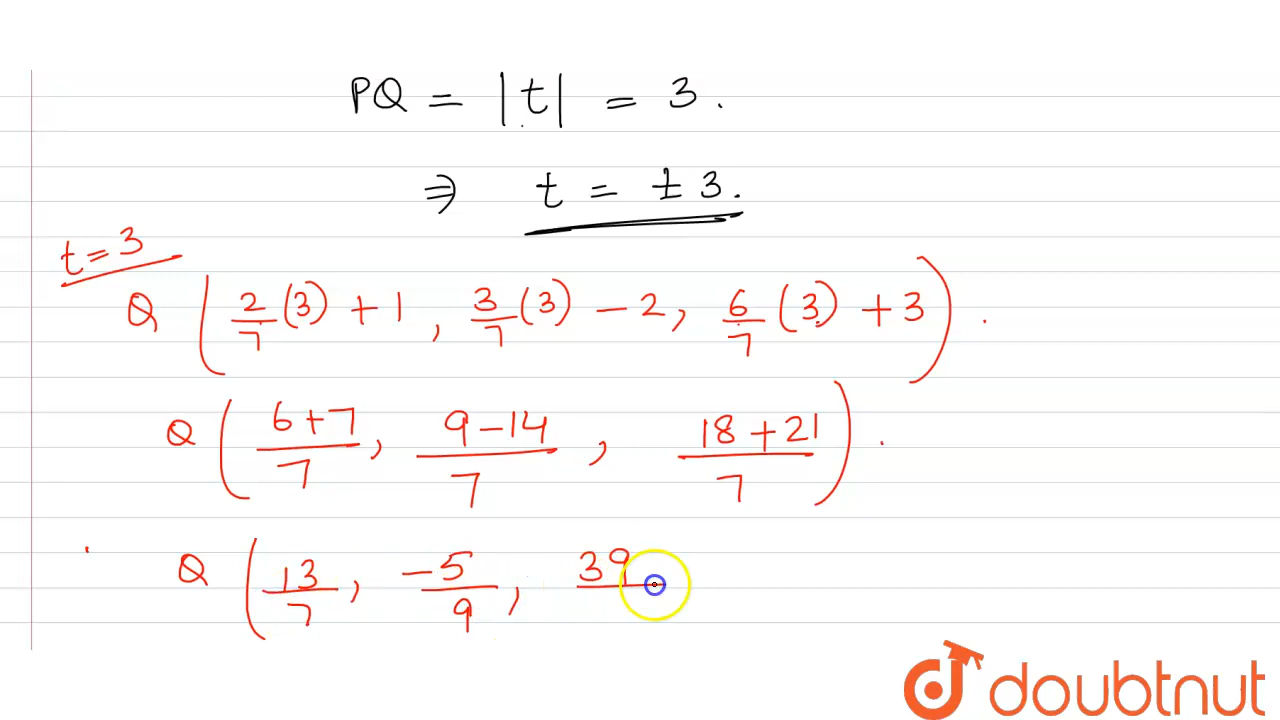 PQ = |t| = 3.
⇒ t = ±3.
t = 3
Q (2/7 (3) + 1, 3/7 (3) - 2, 6/7 (3) + 3).
Q (6+7/7, 9-14/7, 18+21/7).
Q (13/7, -5/9, 39
doubtnut